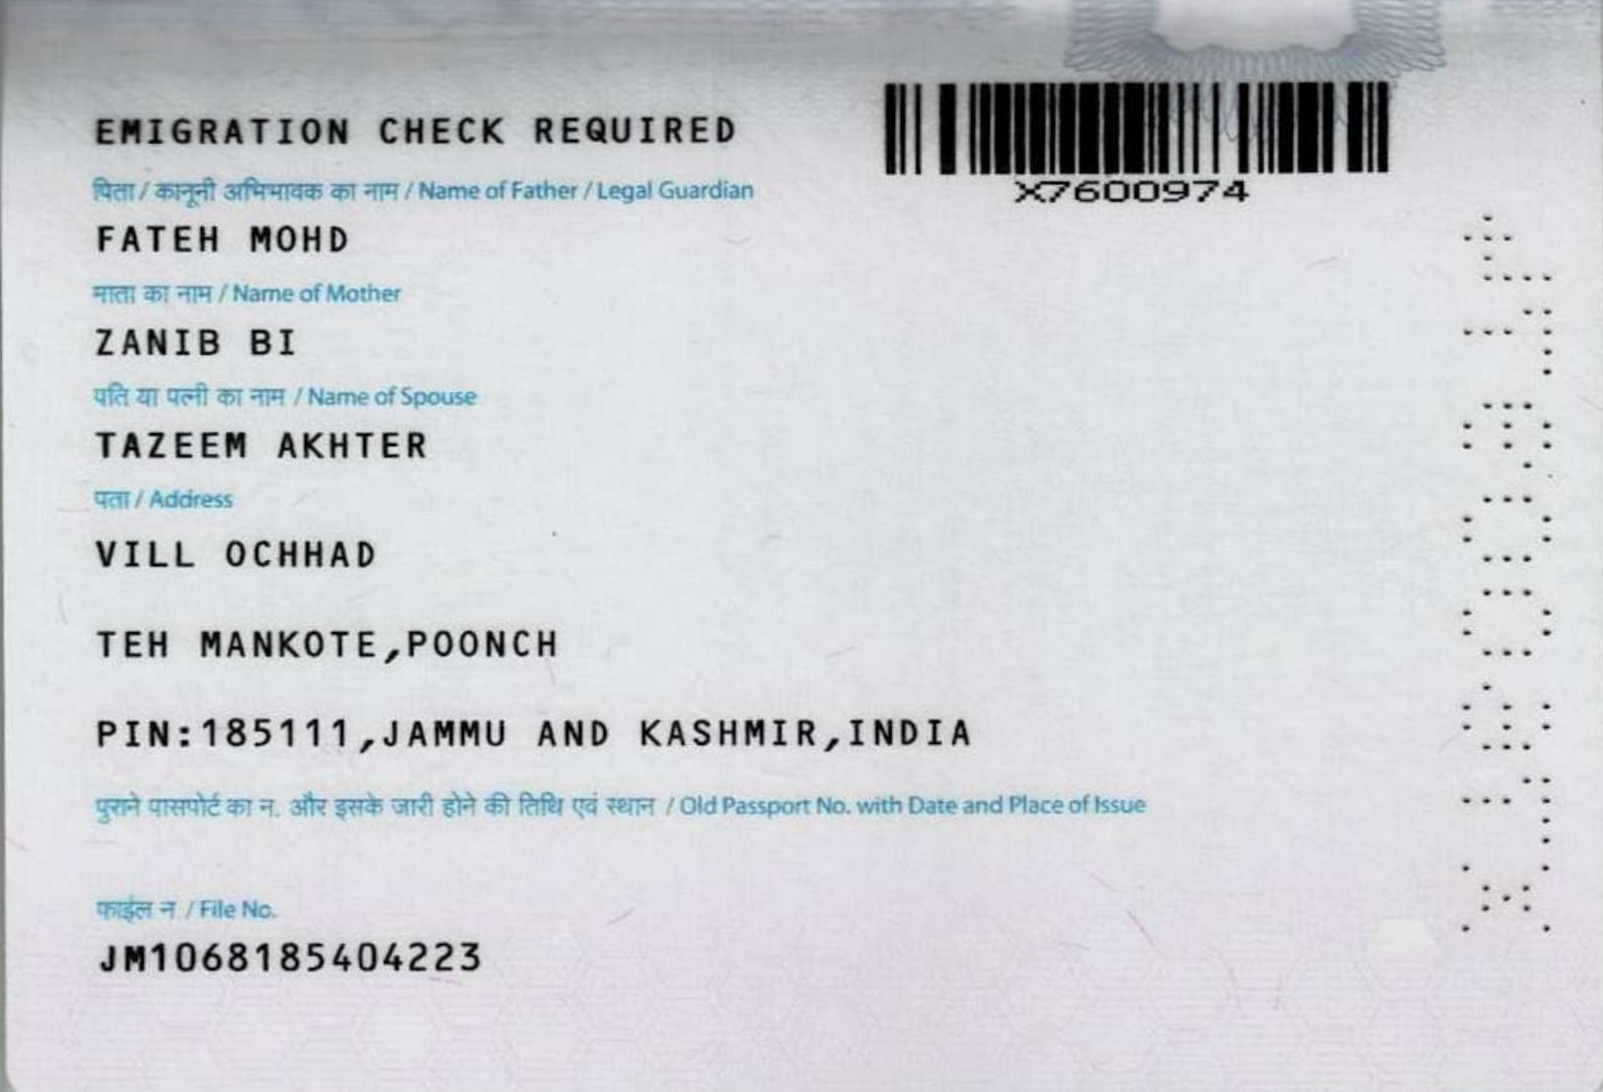 EMIGRATION CHECK REQUIRED
X7600974
पिता / कानूनी अभिभावक का नाम / Name of Father / Legal Guardian
FATEH MOHD
माता का नाम / Name of Mother
ZANIB BI
पति या पत्नी का नाम / Name of Spouse
TAZEEM AKHTER
पता / Address
VILL OCHHAD
TEH MANKOTE,POONCH
PIN:185111,JAMMU AND KASHMIR,INDIA
पुराने पासपोर्ट का न. और इसके जारी होने की तिथि एवं स्थान / Old Passport No. with Date and Place of Issue
फाईल न / File No.
JM1068185404223
X7600974